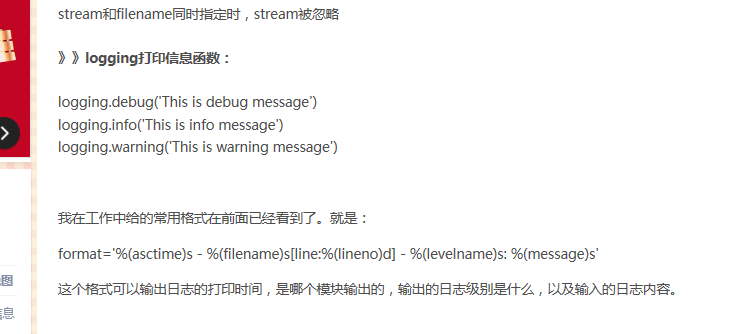 stream和filename同时指定时，stream被忽略
》》logging打印信息函数：
logging.debug('This is debug message')
logging.info('This is info message')
logging.warning('This is warning message')
我在工作中给的常用格式在前面已经看到了。就是：
format='%(asctime)s - %(filename)s[line:%(lineno)d] - %(levelname)s: %(message)s'
这个格式可以输出日志的打印时间，是哪个模块输出的，输出的日志级别是什么，以及输入的日志内容。
图
信息